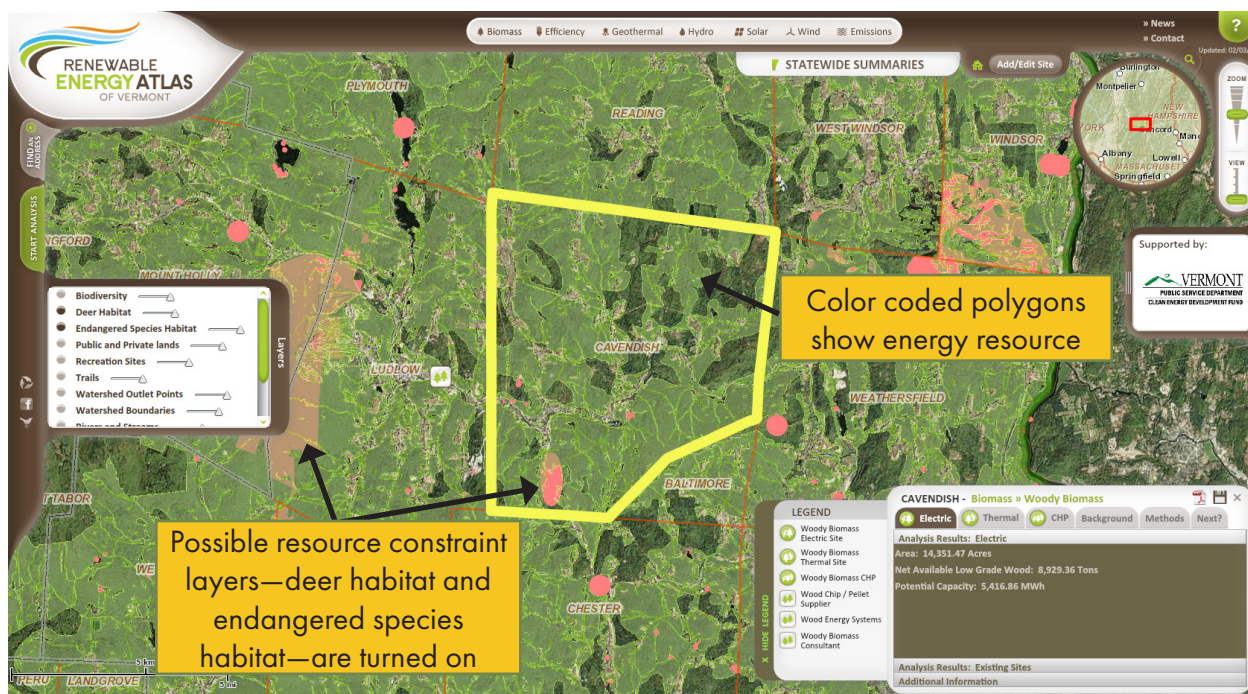 RENEWABLE
ENERGY ATLAS
OF VERMONT
Biomass Efficiency Geothermal Hydro Solar Wind Emissions
» News
» Contact
?
STATEWIDE SUMMARIES
Add/Edit Site
FIND AN
ADDRESS
START ANALYSIS
PLYMOUTH
READING
WEST WINDSOR
WINDSOR
MOUNT HOLLY
LUDLOW
CAVENDISH
WEATHERSFIELD
BALTIMORE
CHESTER
LANDGROVE
Burlington
Montpelier
NEW
HAMPSHIRE
Albany
Lowell
MASSACHUSET
Springfield
ZOOM
VIEW
Supported by:
VERMONT
PUBLIC SERVICE DEPARTMENT
CLEAN ENERGY DEVELOPMENT FUND
Biodiversity
Deer Habitat
Endangered Species Habitat
Public and Private lands
Recreation Sites
Trails
Watershed Outlet Points
Watershed Boundaries
Layers
Color coded polygons
show energy resource
Possible resource constraint
layers—deer habitat and
endangered species
habitat—are turned on
5 km
LEGEND
Woody Biomass
Electric Site
Woody Biomass
Thermal Site
Woody Biomass CHP
Wood Chip / Pellet
Supplier
Wood Energy Systems
Woody Biomass
Consultant
X HIDE LEGEND
CAVENDISH - Biomass » Woody Biomass
Electric Thermal CHP Background Methods Next?
Analysis Results: Electric
Area: 14,351.47 Acres
Net Available Low Grade Wood: 8,929.36 Tons
Potential Capacity: 5,416.86 MWh
Analysis Results: Existing Sites
Additional Information